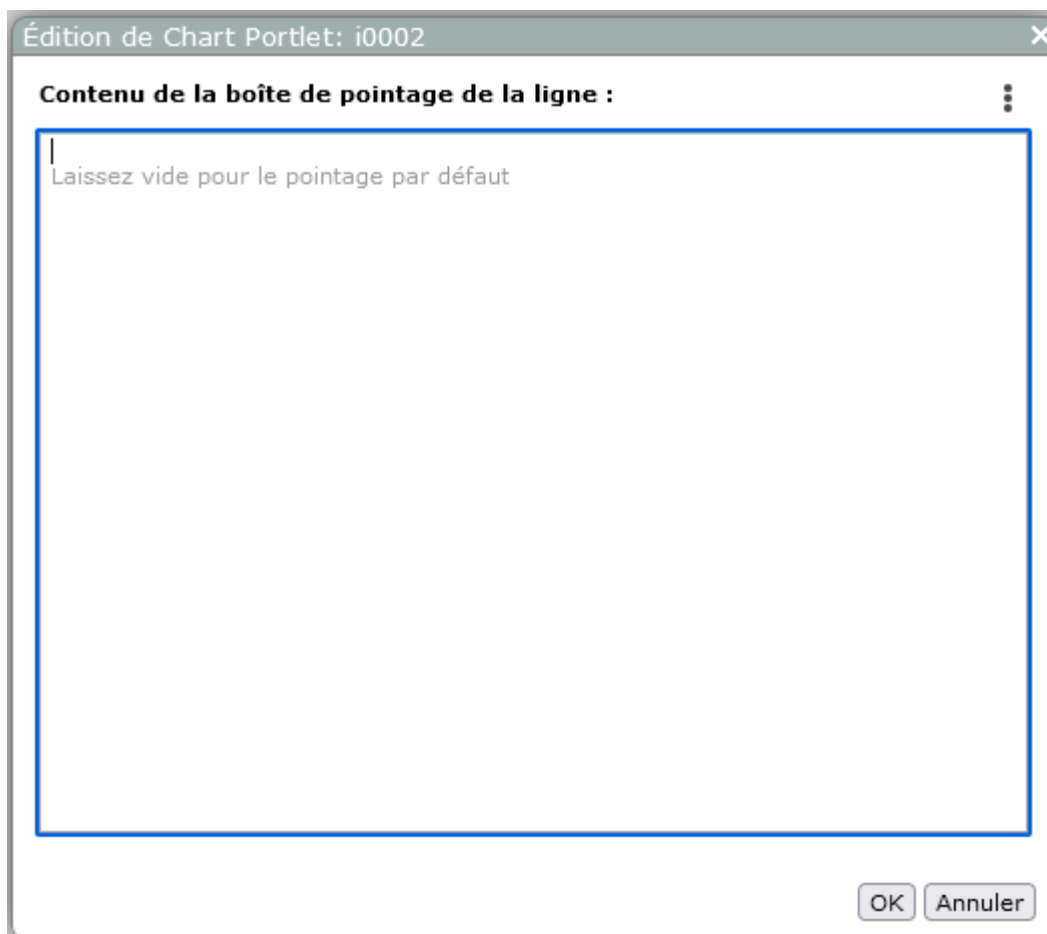 Édition de Chart Portlet: i0002
Contenu de la boîte de pointage de la ligne :
Laissez vide pour le pointage par défaut
OK Annuler